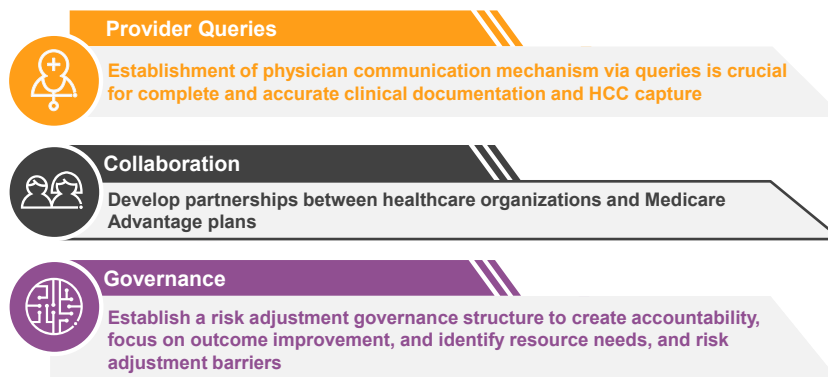 Provider Queries
Establishment of physician communication mechanism via queries is crucial
for complete and accurate clinical documentation and HCC capture
Collaboration
Develop partnerships between healthcare organizations and Medicare
Advantage plans
Governance
Establish a risk adjustment governance structure to create accountability,
focus on outcome improvement, and identify resource needs, and risk
adjustment barriers